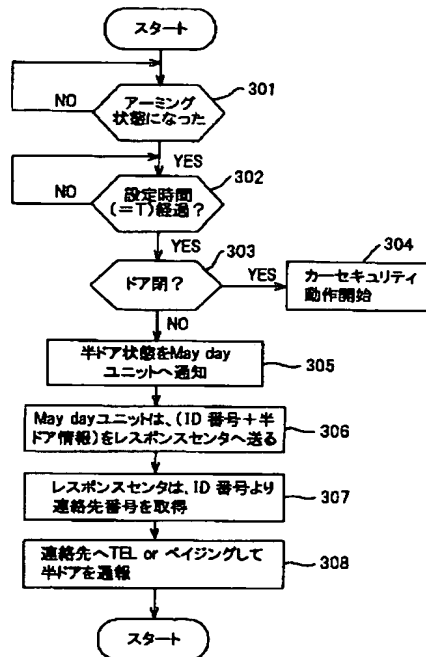 スタート
アーミング
状態になった
301
NO
YES
設定時間
(=T)経過?
302
NO
YES
ドア閉?
303
YES
カーセキュリティ
動作開始
304
NO
半ドア状態をMay day
ユニットへ通知
305
May dayユニットは、(ID 番号+半
ドア情報)をレスポンスセンタへ送る
306
レスポンスセンタは、ID 番号より
連絡先番号を取得
307
連絡先へTEL or ペイジングして
半ドアを通報
308
スタート